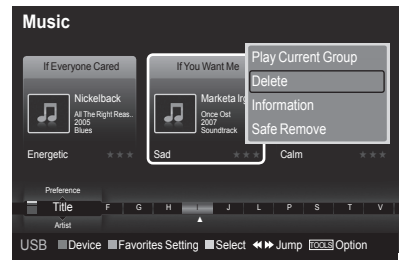 Music
If Everyone Cared
Nickelback
All The Right Reas..
2005
Blues
Energetic
If You Want Me
Marketa Irg
Once Ost
2007
Soundtrack
Sad
Calm
Play Current Group
Delete
Information
Safe Remove
Preference
Title F G H I J L P S T V
Artist
USB Device Favorites Setting Select Jump TOOLS Option